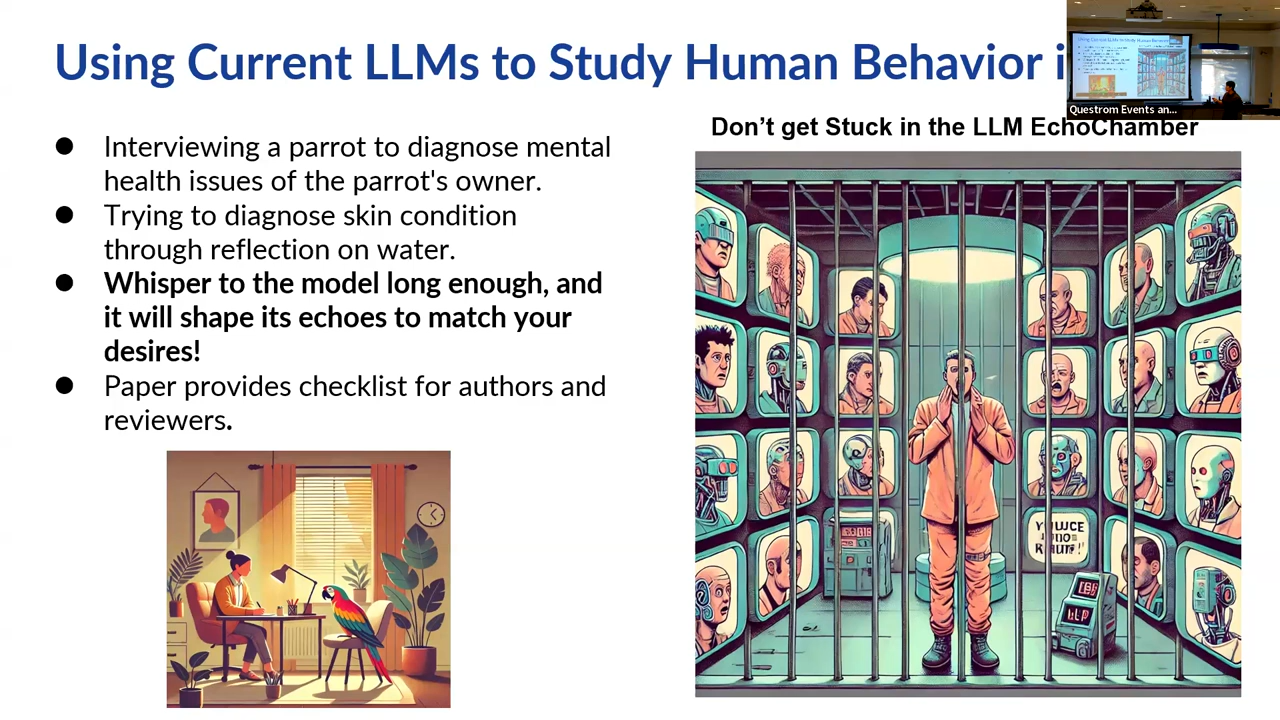 Using Current LLMs to Study Human Behavior i
Questrom Events an...
Don't get Stuck in the LLM EchoChamber
● Interviewing a parrot to diagnose mental
health issues of the parrot's owner.
● Trying to diagnose skin condition
through reflection on water.
● Whisper to the model long enough, and
it will shape its echoes to match your
desires!
● Paper provides checklist for authors and
reviewers.